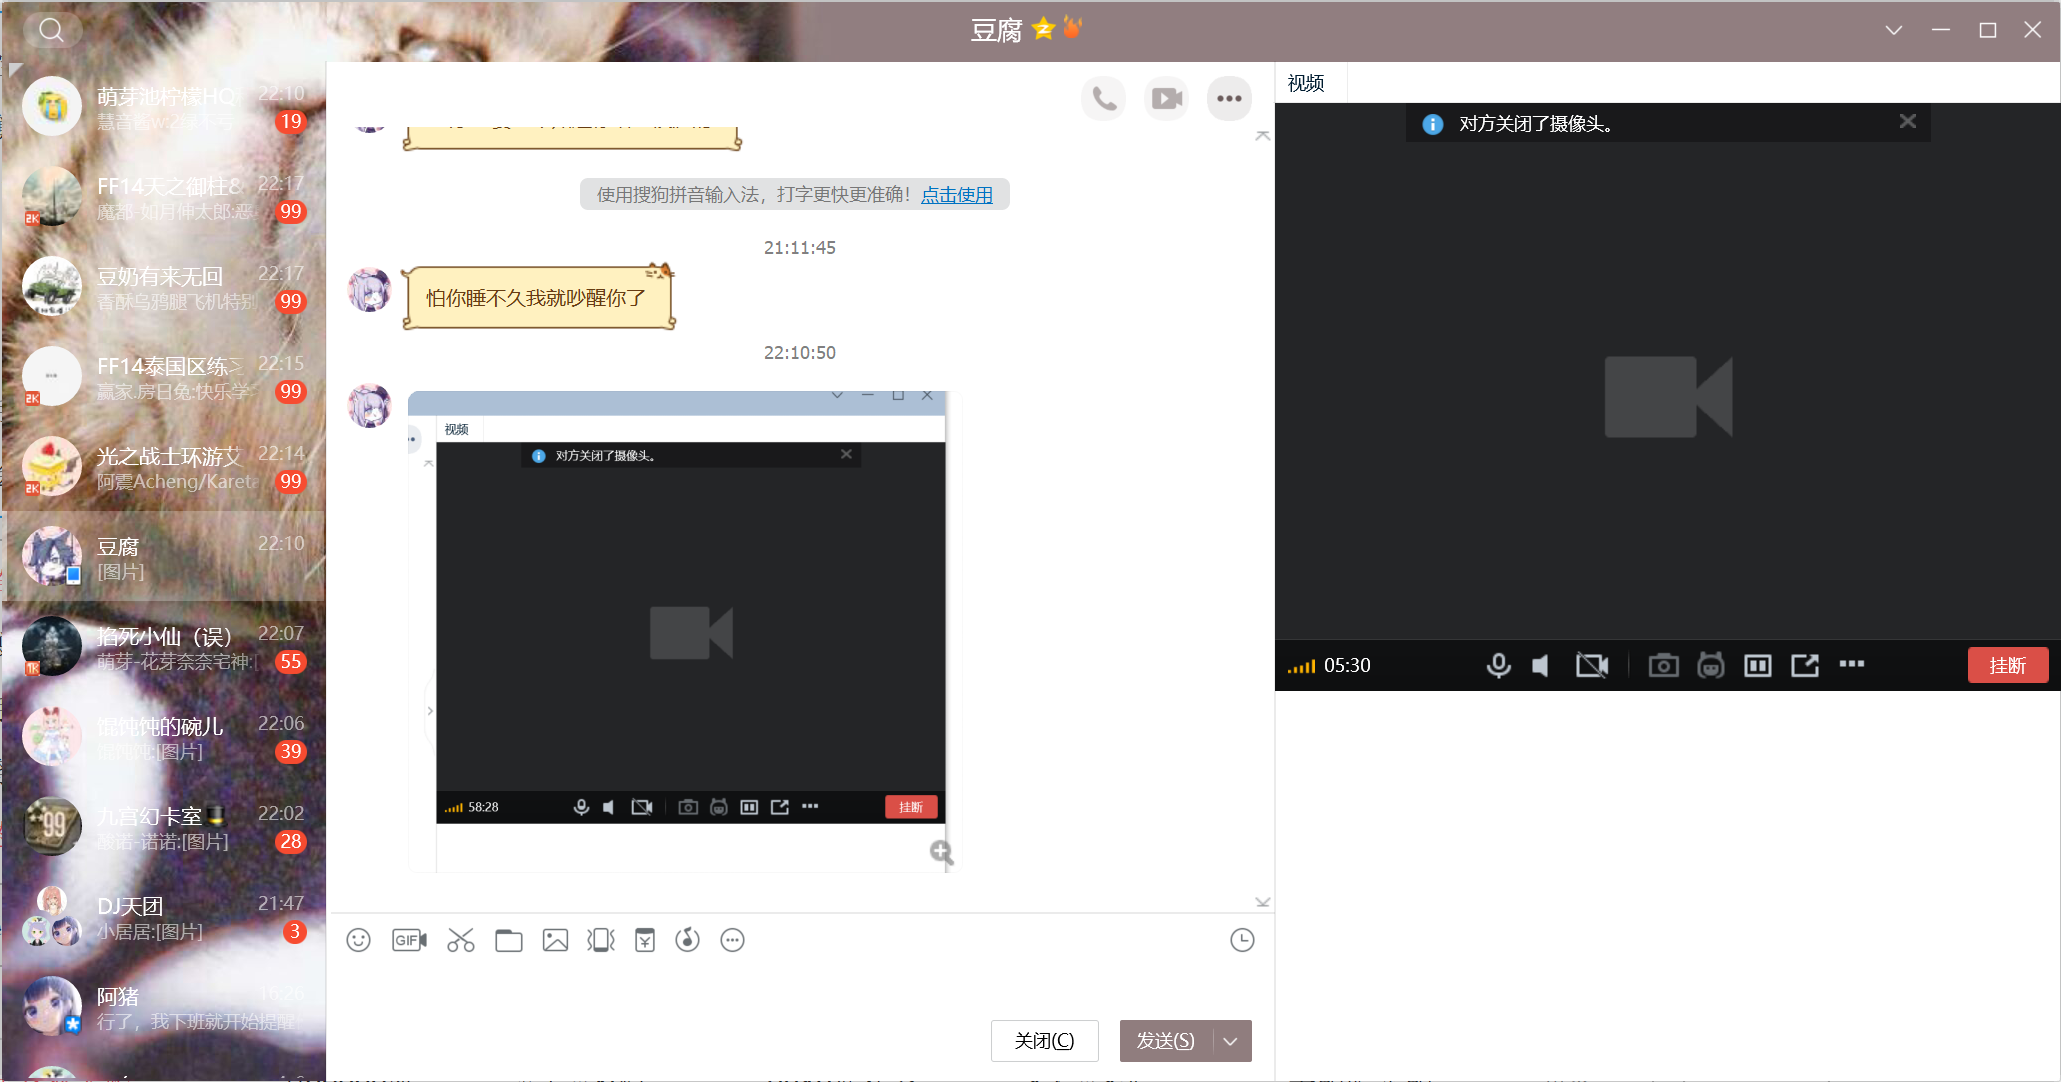 豆腐
萌芽池柠檬HQ
22:10
19
FF14天之御柱&
22:17
魔都-如月伸太郎:恶
99
2K
豆奶有来无回
22:17
香酥乌鸦腿飞机特别
99
FF14泰国区练习
22:15
赢家.房日兔:快乐学
99
2K
光之战士环游艾
22:14
阿震Acheng/Kareta
99
2K
豆腐
22:10
[图片]
掐死小仙（误）
22:07
萌芽-花芽奈奈宅神:[
55
1K
馄饨饨的碗儿
22:06
馄饨饨:[图片]
39
九宫幻卡室
22:02
酸诺-诺诺:[图片]
28
99
DJ天团
21:47
小居居:[图片]
3
阿猪
16:26
行了，我下班就开始提醒
使用搜狗拼音输入法，打字更快更准确！点击使用
21:11:45
怕你睡不久我就吵醒你了
22:10:50
视频
对方关闭了摄像头。
58:28
挂断
GIF
关闭(C)
发送(S)
视频
对方关闭了摄像头。
05:30
挂断